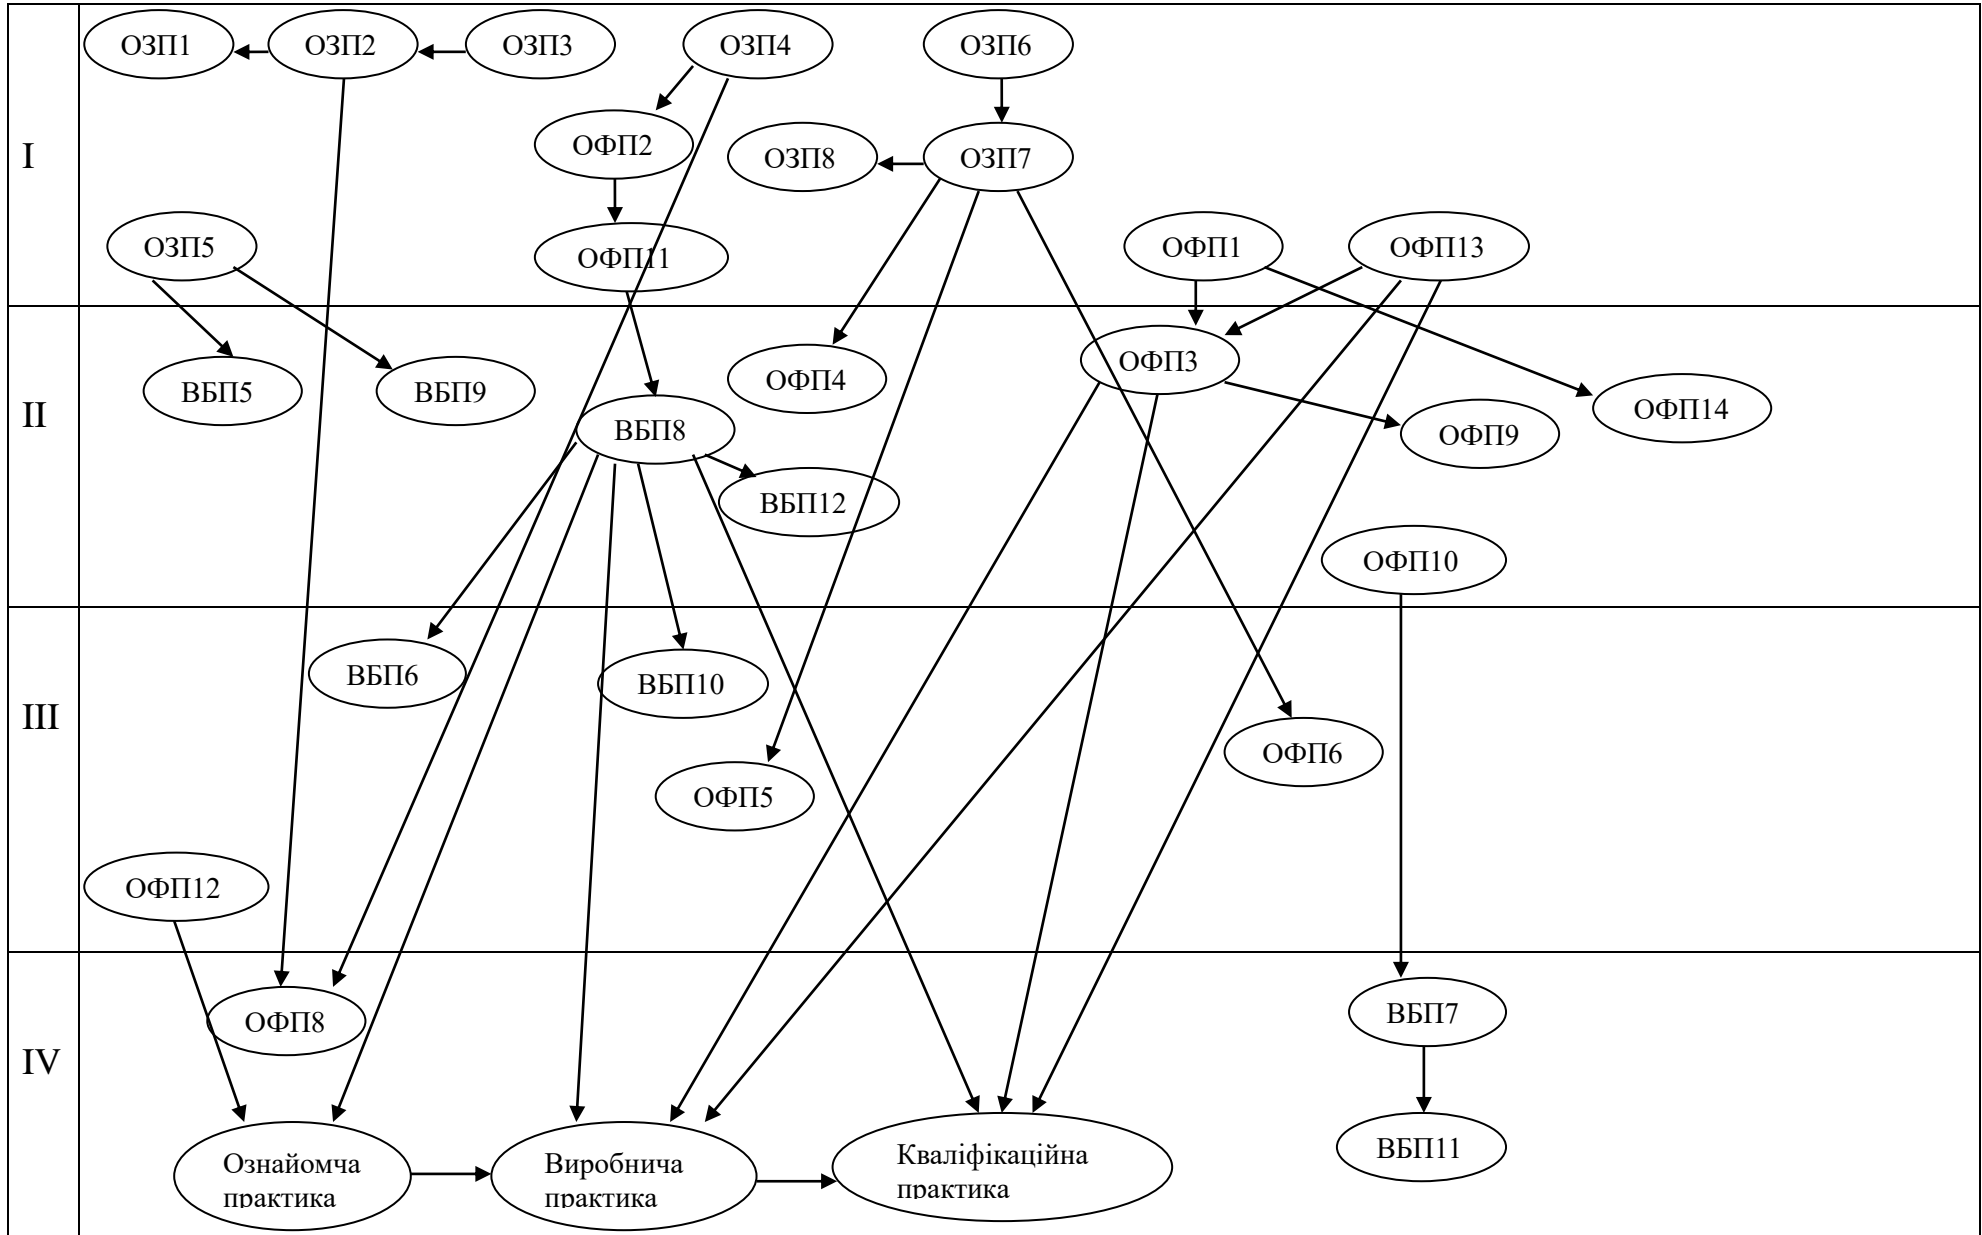 ОЗП1
ОЗП2
ОЗП3
ОЗП4
ОЗП6
I
ОФП2
ОЗП8
ОЗП7
ОЗП5
ОФП11
ОФП1
ОФП13
II
ВБП5
ВБП9
ОФП4
ОФП3
ОФП14
ВБП8
ОФП9
ВБП12
ОФП10
III
ВБП6
ВБП10
ОФП6
ОФП5
ОФП12
IV
ОФП8
ВБП7
Ознайомча
практика
Виробнича
практика
Кваліфікаційна
практика
ВБП11